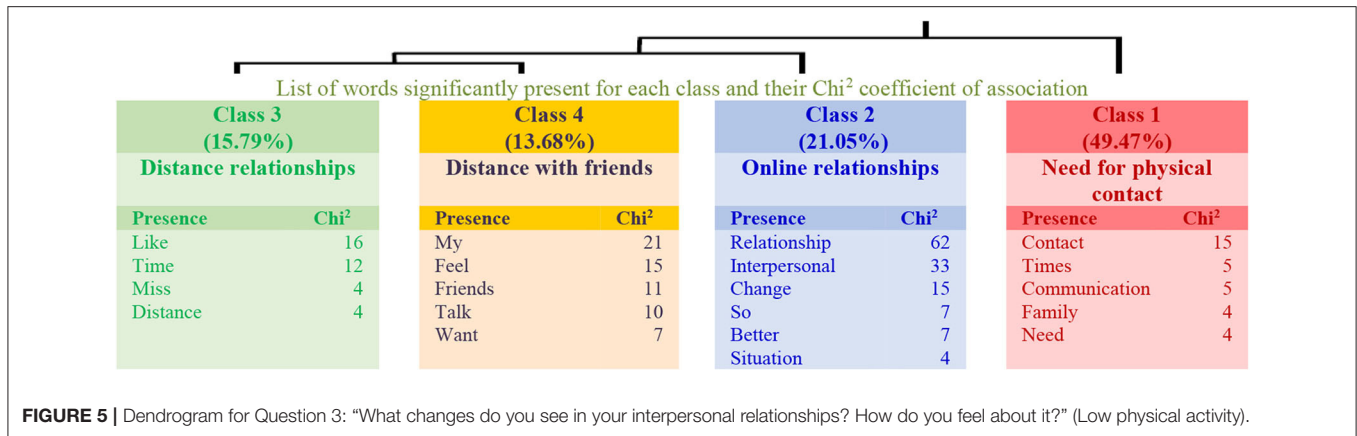 List of words significantly present for each class and their Chi² coefficient of association
Class 3
(15.79%)
Distance relationships
Presence Chi²
Like 16
Time 12
Miss 4
Distance 4
Class 4
(13.68%)
Distance with friends
Presence Chi²
My 21
Feel 15
Friends 11
Talk 10
Want 7
Class 2
(21.05%)
Online relationships
Presence Chi²
Relationship 62
Interpersonal 33
Change 15
So 7
Better 7
Situation 4
Class 1
(49.47%)
Need for physical
contact
Presence Chi²
Contact 15
Times 5
Communication 5
Family 4
Need 4
FIGURE 5 | Dendrogram for Question 3: “What changes do you see in your interpersonal relationships? How do you feel about it?” (Low physical activity).